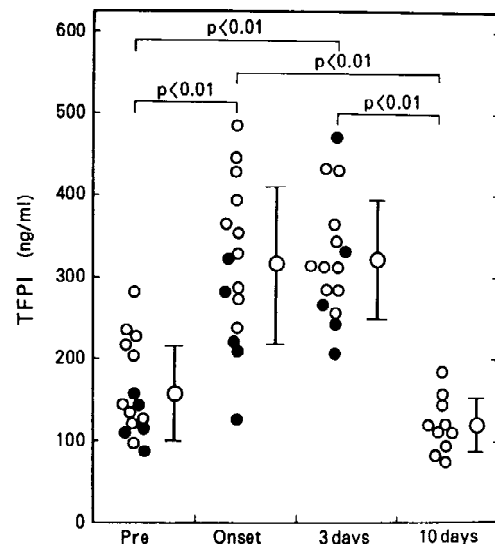 600
500
400
300
200
100
0
TFPI (ng/ml)
p<0.01
p<0.01
p<0.01
p<0.01
Pre
Onset
3 days
10 days